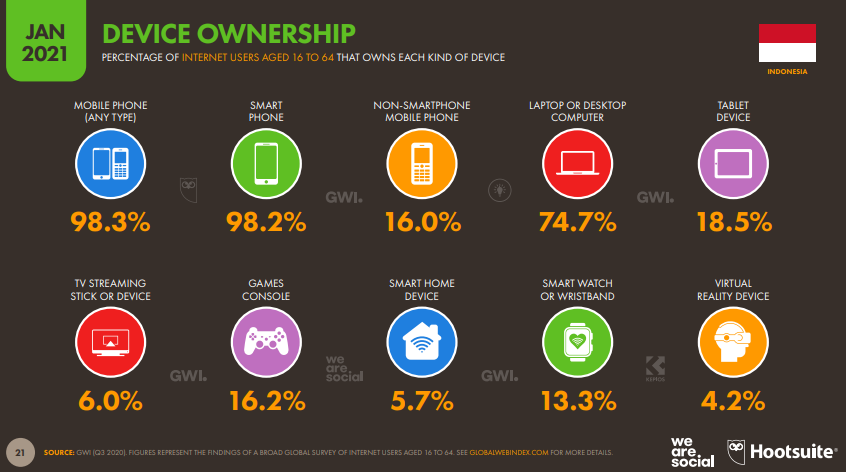 JAN
2021
DEVICE OWNERSHIP
PERCENTAGE OF INTERNET USERS AGED 16 TO 64 THAT OWNS EACH KIND OF DEVICE
INDONESIA
MOBILE PHONE
(ANY TYPE)
SMART
PHONE
NON-SMARTPHONE
MOBILE PHONE
LAPTOP OR DESKTOP
COMPUTER
TABLET
DEVICE
GWI.
GWI.
98.3%
98.2%
16.0%
74.7%
18.5%
TV STREAMING
STICK OR DEVICE
GAMES
CONSOLE
SMART HOME
DEVICE
SMART WATCH
OR WRISTBAND
VIRTUAL
REALITY DEVICE
GWI.
we
are
social
GWI.
KEPIOS
6.0%
16.2%
5.7%
13.3%
4.2%
21
SOURCE: GWI (Q3 2020). FIGURES REPRESENT THE FINDINGS OF A BROAD GLOBAL SURVEY OF INTERNET USERS AGED 16 TO 64. SEE GLOBALWEBINDEX.COM FOR MORE DETAILS.
we
are
social
Hootsuite®